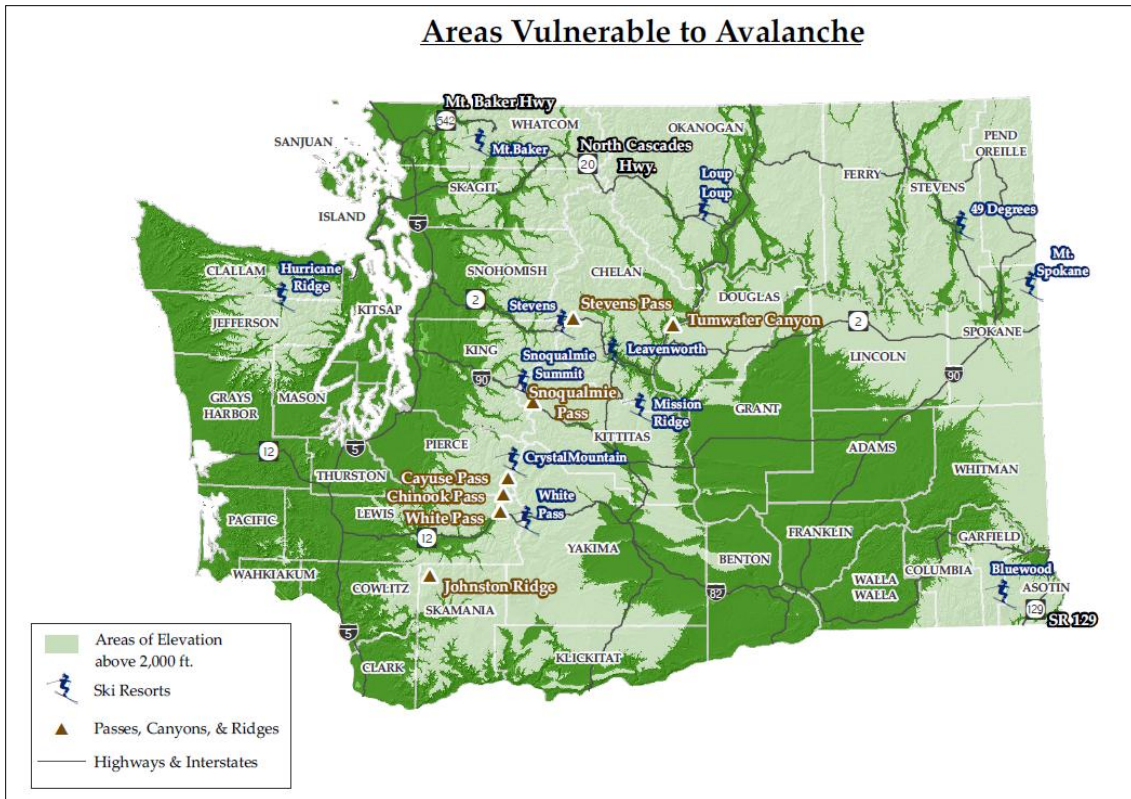 Areas Vulnerable to Avalanche
Mt. Baker Hwy
542
WHATCOM
OKANOGAN
PEND
OREILLE
SANJUAN
Mt.Baker
North Cascades
Hwy.
20
FERRY
STEVENS
SKAGIT
Loup
Loup
49 Degrees
ISLAND
5
CLALLAM
Hurricane
Ridge
SNOHOMISH
CHELAN
Mt.
Spokane
JEFFERSON
KITSAP
2
Stevens
Stevens Pass
DOUGLAS
Tumwater Canyon
2
SPOKANE
KING
Snoqualmie
Summit
Leavenworth
LINCOLN
90
90
GRAYS
HARBOR
MASON
Snoqualmie
Pass
Mission
Ridge
GRANT
KITTITAS
PIERCE
12
5
CrystalMountain
ADAMS
THURSTON
Cayuse Pass
Chinook Pass
White Pass
White
Pass
WHITMAN
PACIFIC
LEWIS
12
YAKIMA
FRANKLIN
GARFIELD
BENTON
WAHKIAKUM
COWLITZ
Johnston Ridge
SKAMANIA
82
WALLA
WALLA
COLUMBIA
Bluewood
ASOTIN
129
SR 129
5
CLARK
KLICKITAT
Areas of Elevation
above 2,000 ft.
Ski Resorts
Passes, Canyons, & Ridges
Highways & Interstates